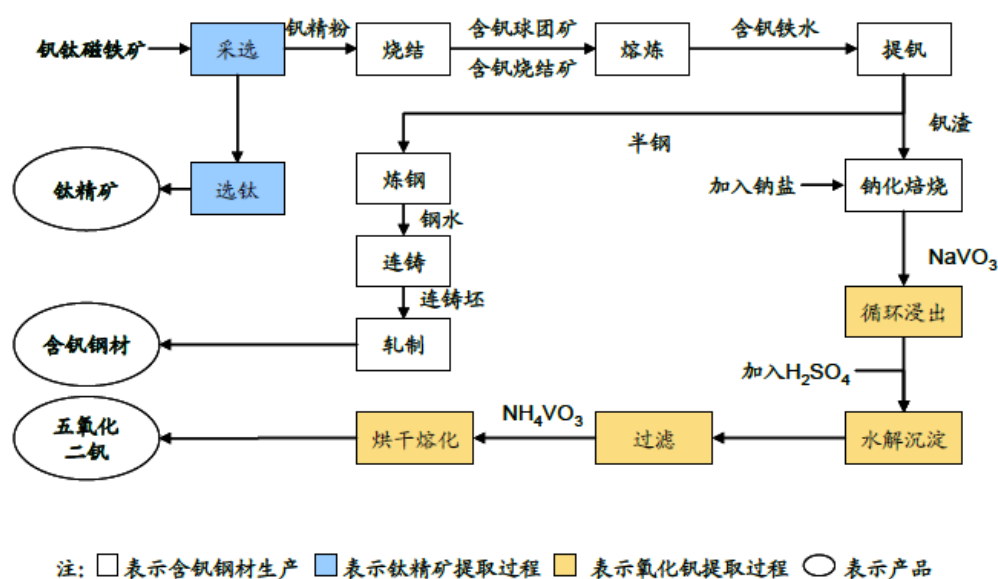 钒钛磁铁矿
采选
钒精粉
烧结
含钒球团矿
含钒烧结矿
熔炼
含钒铁水
提钒
半钢
钒渣
钛精矿
选钛
炼钢
加入钠盐
钠化焙烧
钢水
连铸
NaVO₃
连铸坯
循环浸出
含钒钢材
轧制
加入H₂SO₄
五氧化
二钒
烘干熔化
NH₄VO₃
过滤
水解沉淀
注: 表示含钒钢材生产 表示钛精矿提取过程 表示氧化钒提取过程 表示产品